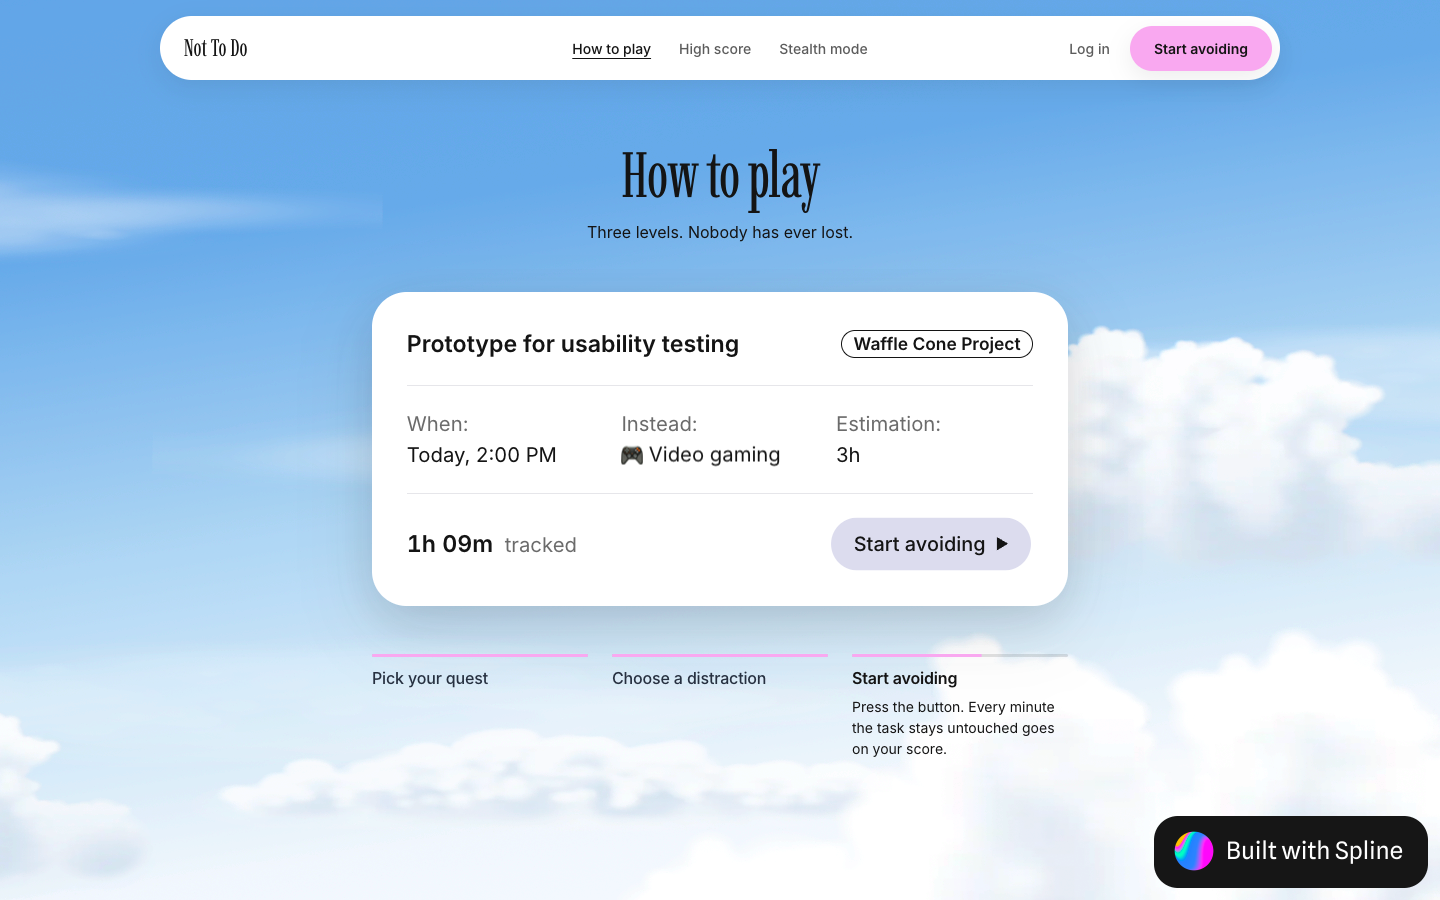 Not To Do
How to play
High score
Stealth mode
Log in
Start avoiding
How to play
Three levels. Nobody has ever lost.
Prototype for usability testing
Waffle Cone Project
When:
Today, 2:00 PM
Instead:
🎮 Video gaming
Estimation:
3h
1h 09m tracked
Start avoiding ▶
Pick your quest
Choose a distraction
Start avoiding
Press the button. Every minute
the task stays untouched goes
on your score.
Built with Spline